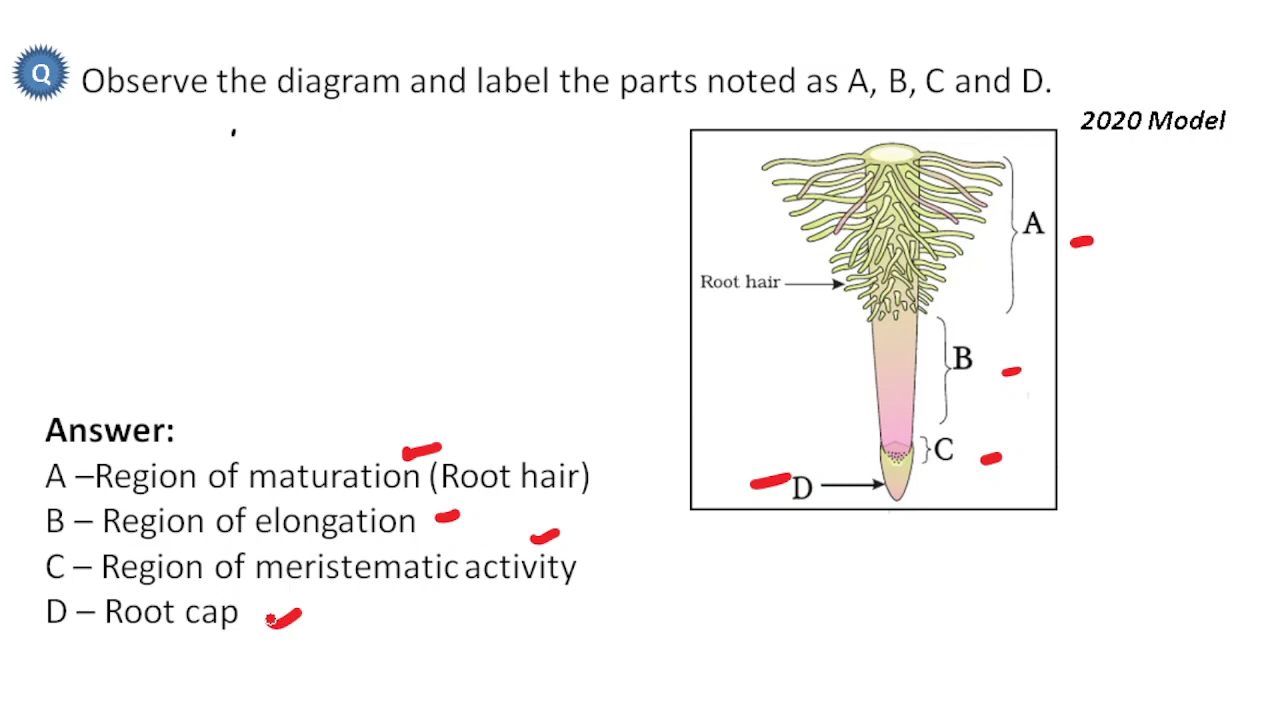 Q Observe the diagram and label the parts noted as A, B, C and D.
2020 Model
A
Root hair
B
C
D
Answer:
A –Region of maturation (Root hair)
B – Region of elongation
C – Region of meristematic activity
D – Root cap